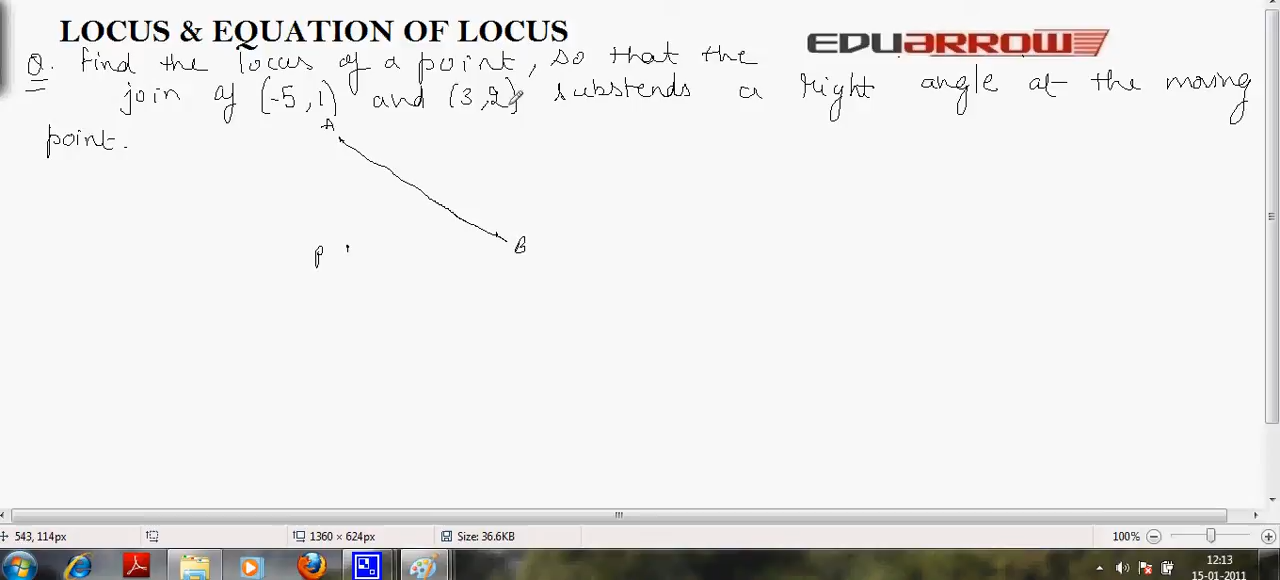 LOCUS & EQUATION OF LOCUS
EDUARROW
Q. Find the locus of a point, so that the
join of (-5, 1) and (3, 2), substends a right angle at the moving
point.
A
B
P
543, 114px
1360 × 624px
Size: 36.6KB
100%
12:13
15-01-2011